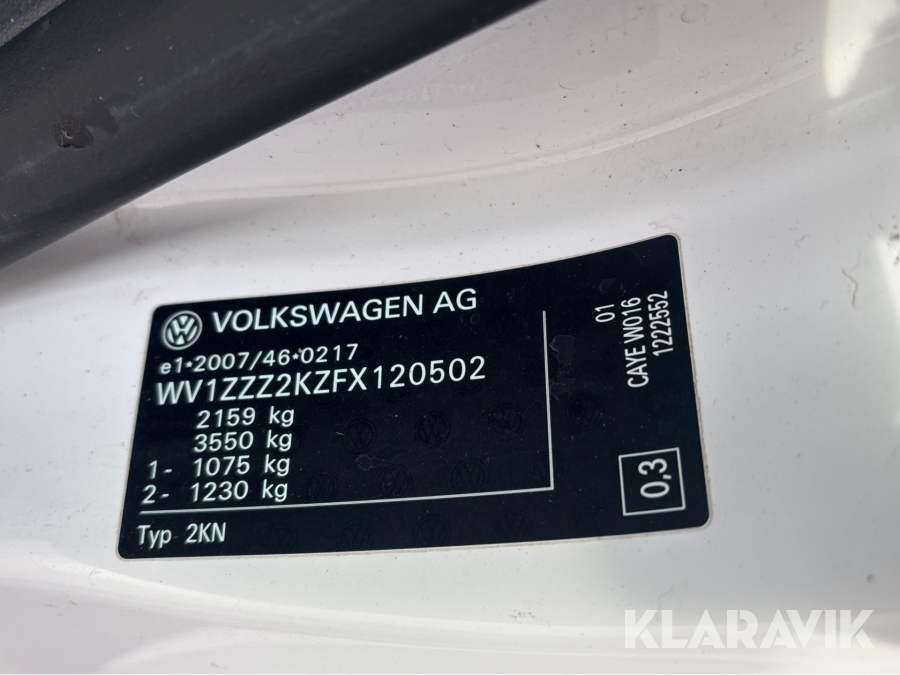 VOLKSWAGEN AG
e1*2007/46*0217
WV1ZZZ2KZFX120502
2159 kg
3550 kg
1- 1075 kg
2- 1230 kg
Typ 2KN
01
CAYE W016
1222552
0,3
KLARAVIK